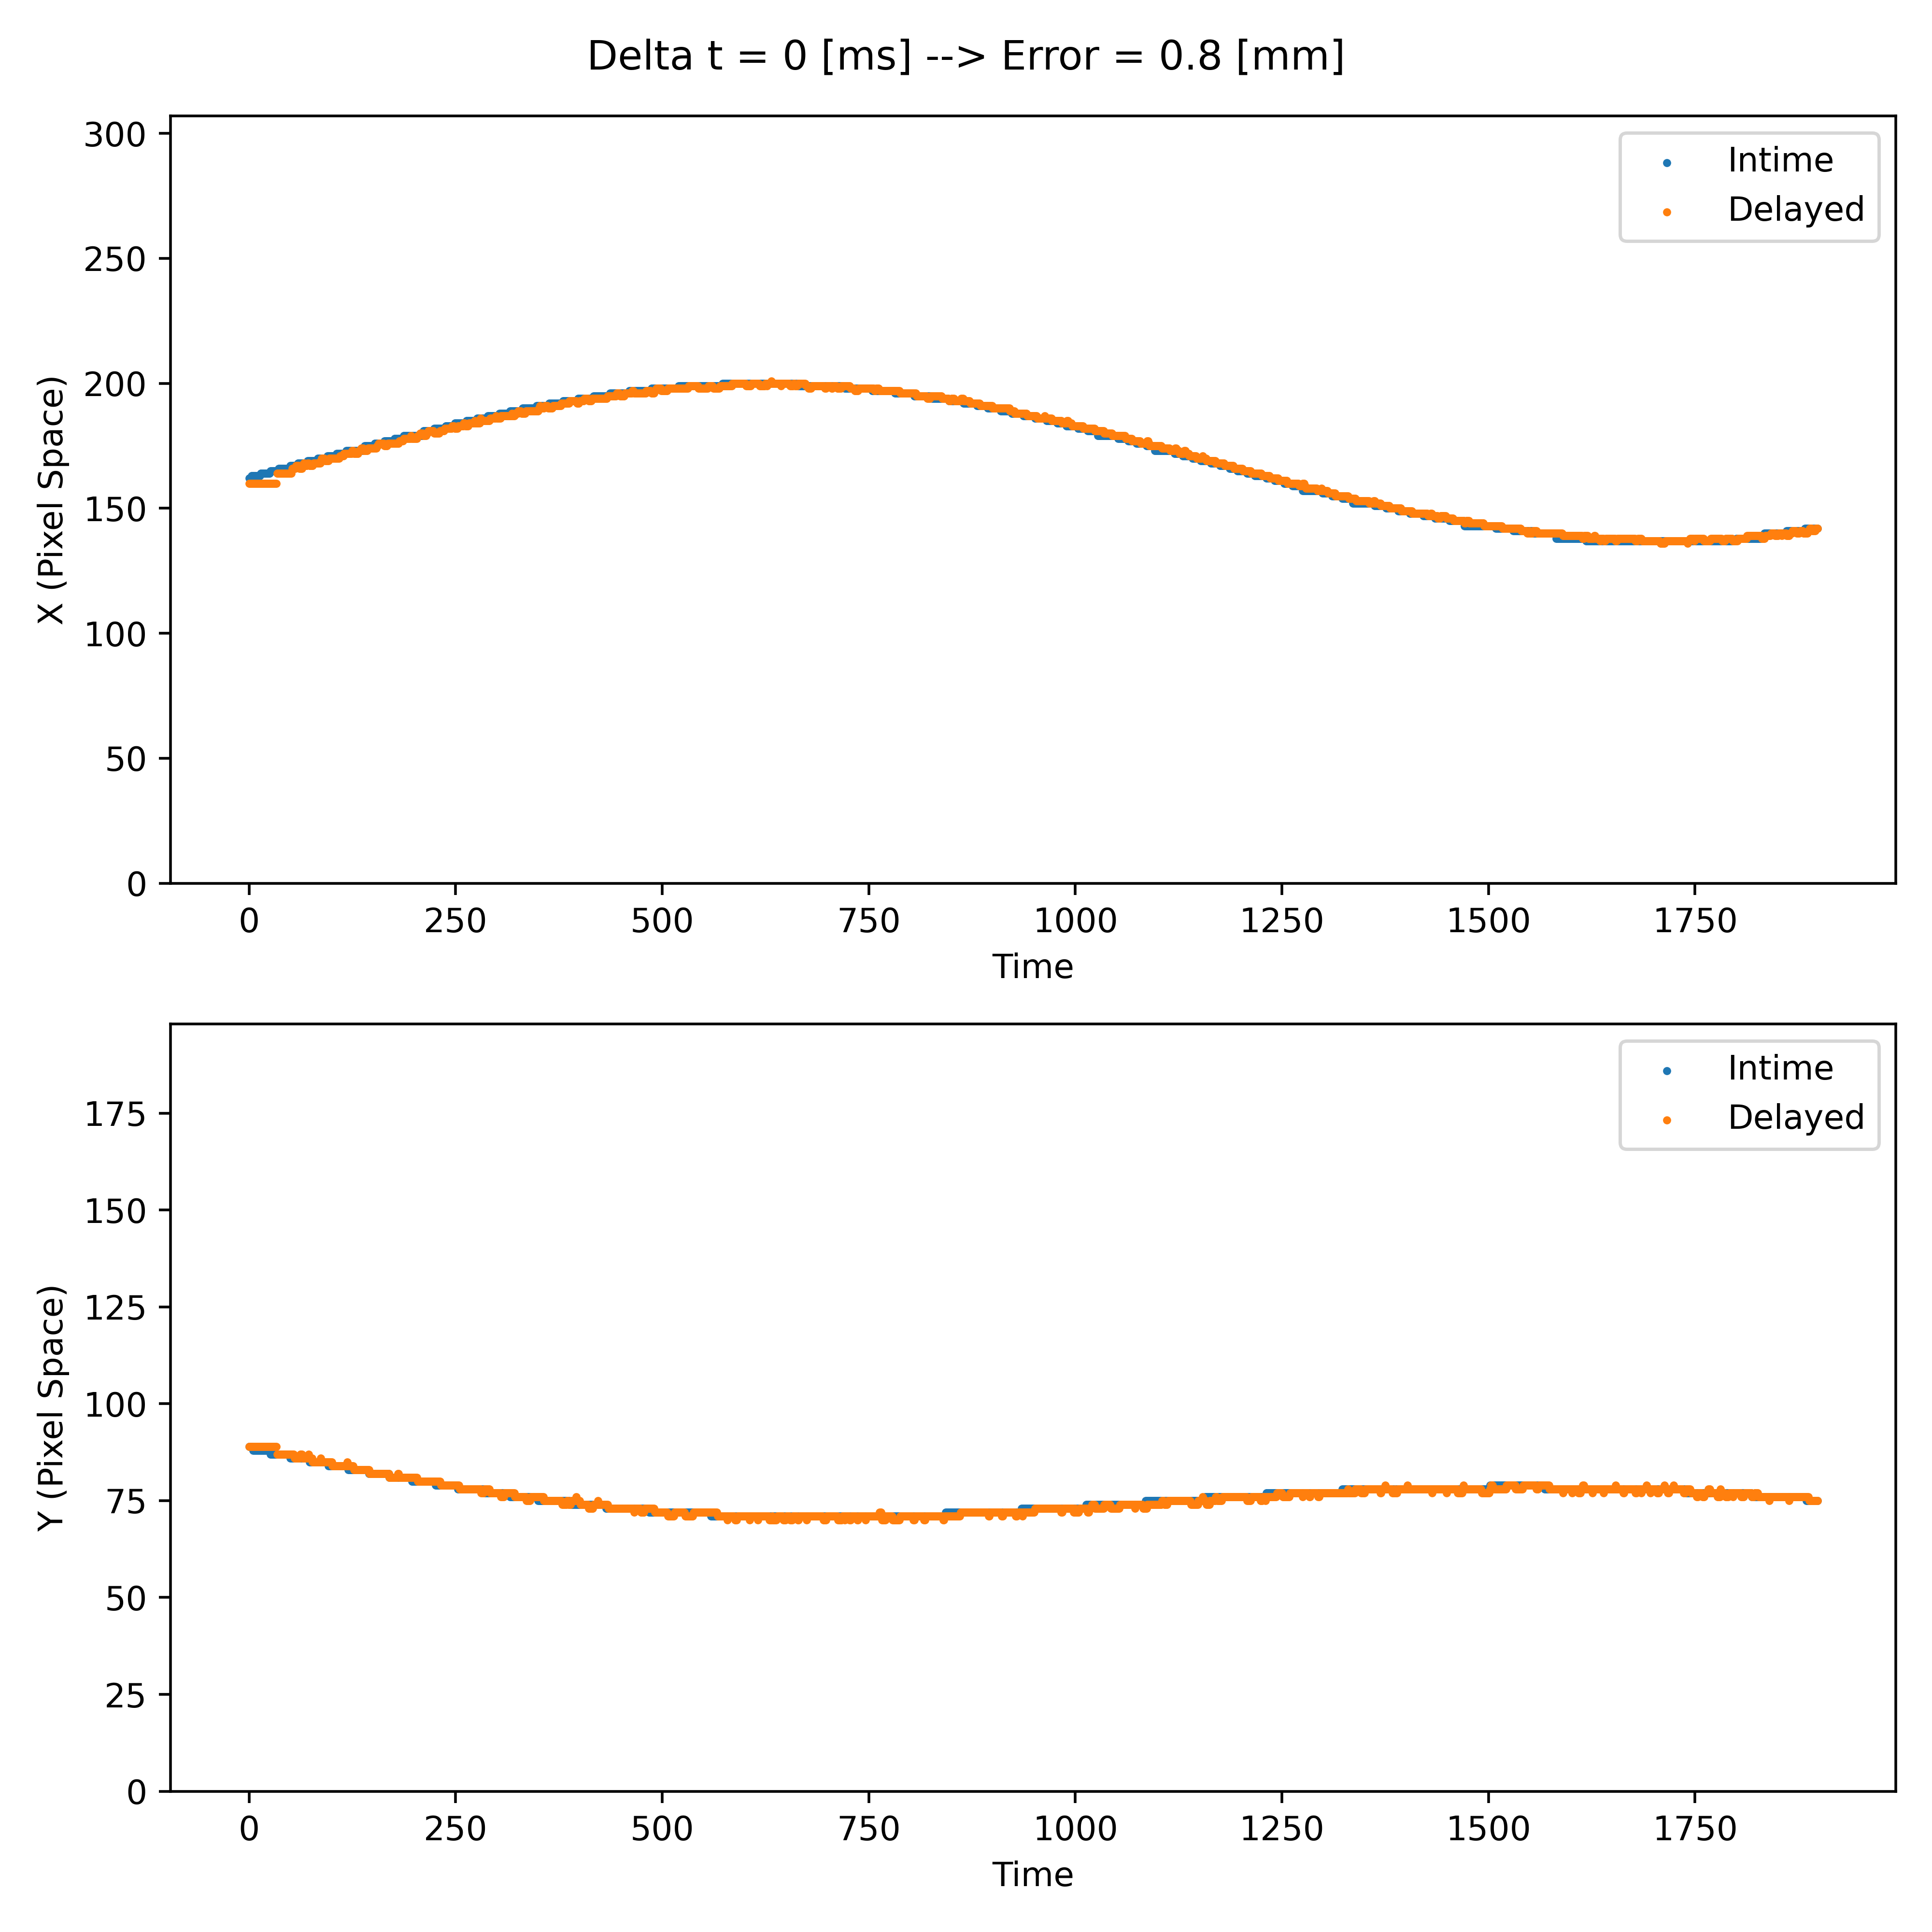 Delta t = 0 [ms] --> Error = 0.8 [mm]
300
250
200
150
100
50
0
X (Pixel Space)
Intime
Delayed
0 250 500 750 1000 1250 1500 1750
Time
175
150
125
100
75
50
25
0
Y (Pixel Space)
Intime
Delayed
0 250 500 750 1000 1250 1500 1750
Time